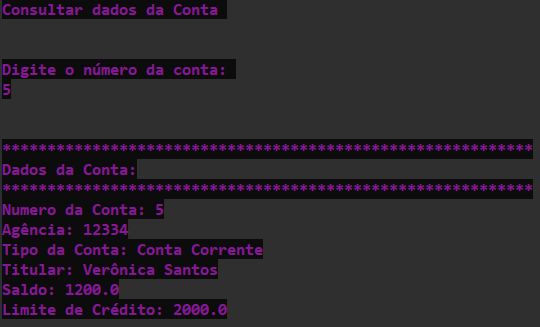 Consultar dados da Conta
Digite o número da conta:
5
***********************************************************
Dados da Conta:
***********************************************************
Numero da Conta: 5
Agência: 12334
Tipo da Conta: Conta Corrente
Titular: Verônica Santos
Saldo: 1200.0
Limite de Crédito: 2000.0